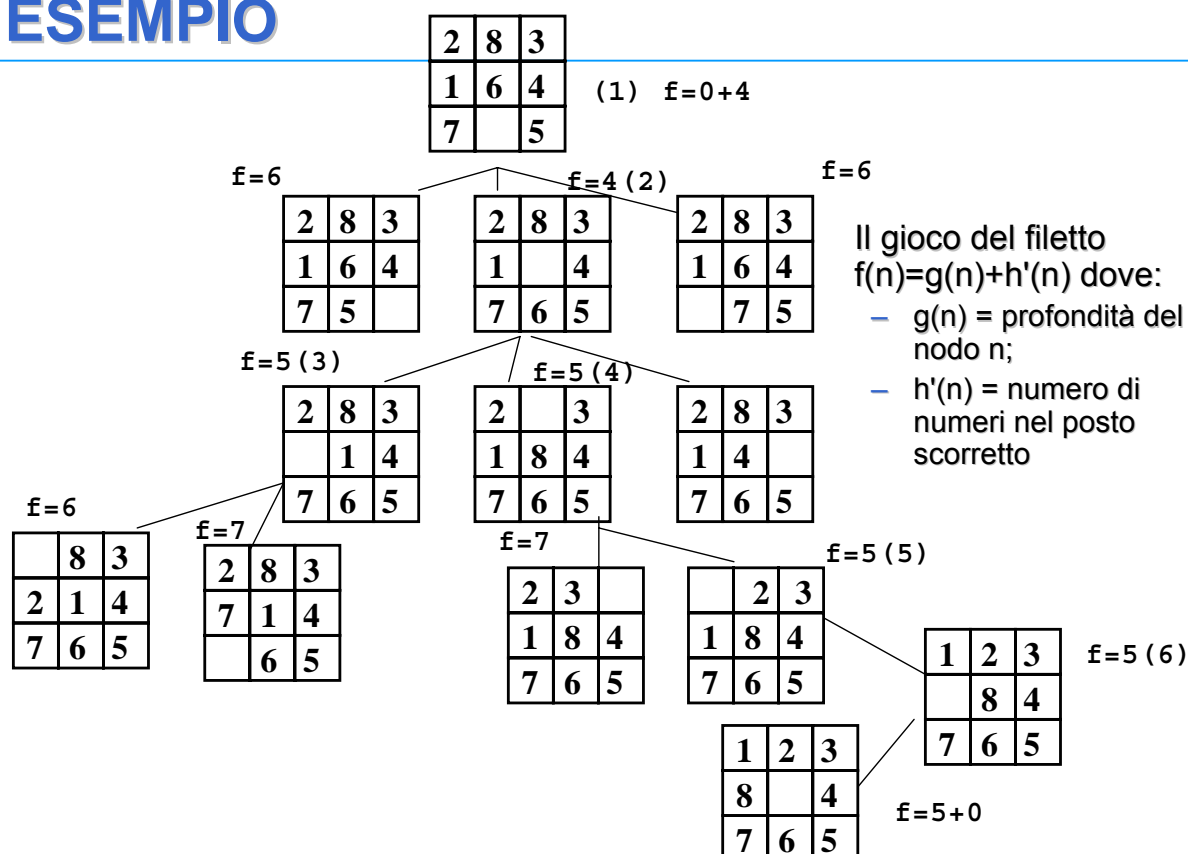 ESEMPIO
2 8 3
1 6 4
7 5
(1) f=0+4
f=6
f=4(2)
f=6
2 8 3
1 6 4
7 5
2 8 3
1 4
7 6 5
2 8 3
1 6 4
7 5
Il gioco del filetto
f(n)=g(n)+h'(n) dove:
– g(n) = profondità del
nodo n;
– h'(n) = numero di
numeri nel posto
scorretto
f=5(3)
f=5(4)
2 8 3
1 4
7 6 5
2 3
1 8 4
7 6 5
2 8 3
1 4
7 6 5
f=6
f=7
f=7
f=5(5)
8 3
2 1 4
7 6 5
2 8 3
7 1 4
6 5
2 3
1 8 4
7 6 5
2 3
1 8 4
7 6 5
1 2 3
8 4
7 6 5
f=5(6)
1 2 3
8 4
7 6 5
f=5+0